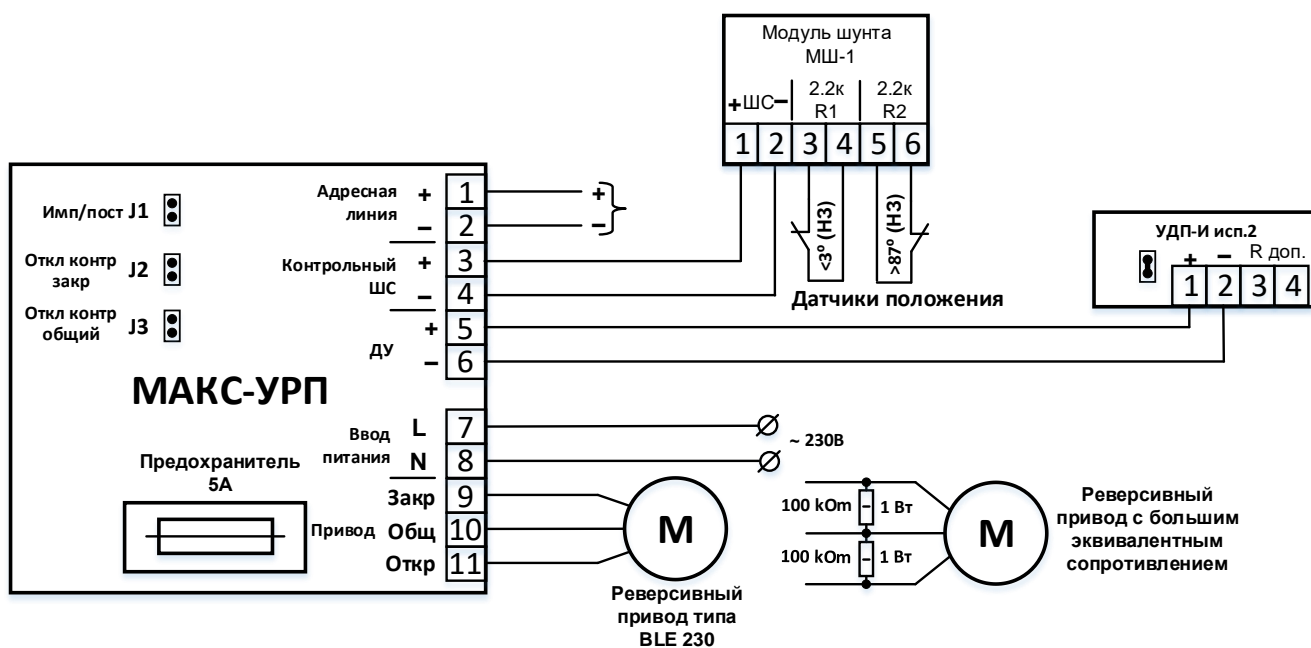 Модуль шунта
МШ-1
+ШС−
2.2к
R1
2.2к
R2
1 2 3 4 5 6
<3º (НЗ)
>87º (НЗ)
Датчики положения
УДП-И исп.2
+ − R доп.
1 2 3 4
Имп/пост J1
Откл контр
закр
J2
Откл контр
общий
J3
МАКС-УРП
Предохранитель
5А
Адресная
линия
+ 1 +
− 2 −
Контрольный
ШС
+ 3
− 4
ДУ
+ 5
− 6
Ввод
питания
L 7
N 8
~ 230В
Привод
Закр 9
Общ 10
Откр 11
М
Реверсивный
привод типа
BLE 230
100 kOm 1 Вт
100 kOm 1 Вт
М
Реверсивный
привод с большим
эквивалентным
сопротивлением